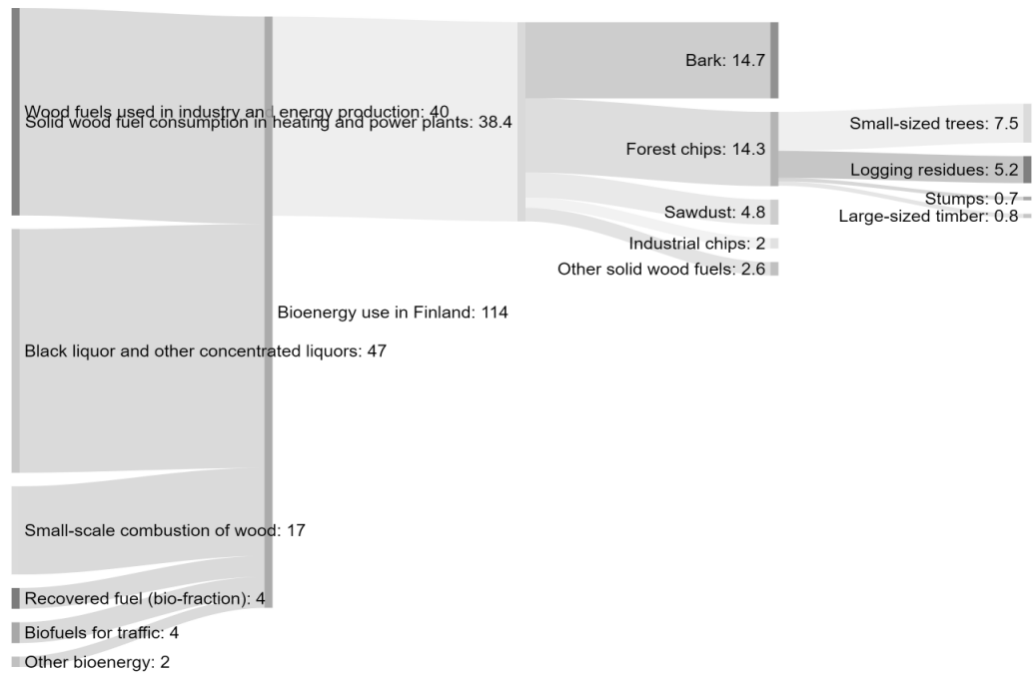 Wood fuels used in industry and energy production: 40
Solid wood fuel consumption in heating and power plants: 38.4
Black liquor and other concentrated liquors: 47
Small-scale combustion of wood: 17
Recovered fuel (bio-fraction): 4
Biofuels for traffic: 4
Other bioenergy: 2
Bioenergy use in Finland: 114
Bark: 14.7
Forest chips: 14.3
Sawdust: 4.8
Industrial chips: 2
Other solid wood fuels: 2.6
Small-sized trees: 7.5
Logging residues: 5.2
Stumps: 0.7
Large-sized timber: 0.8